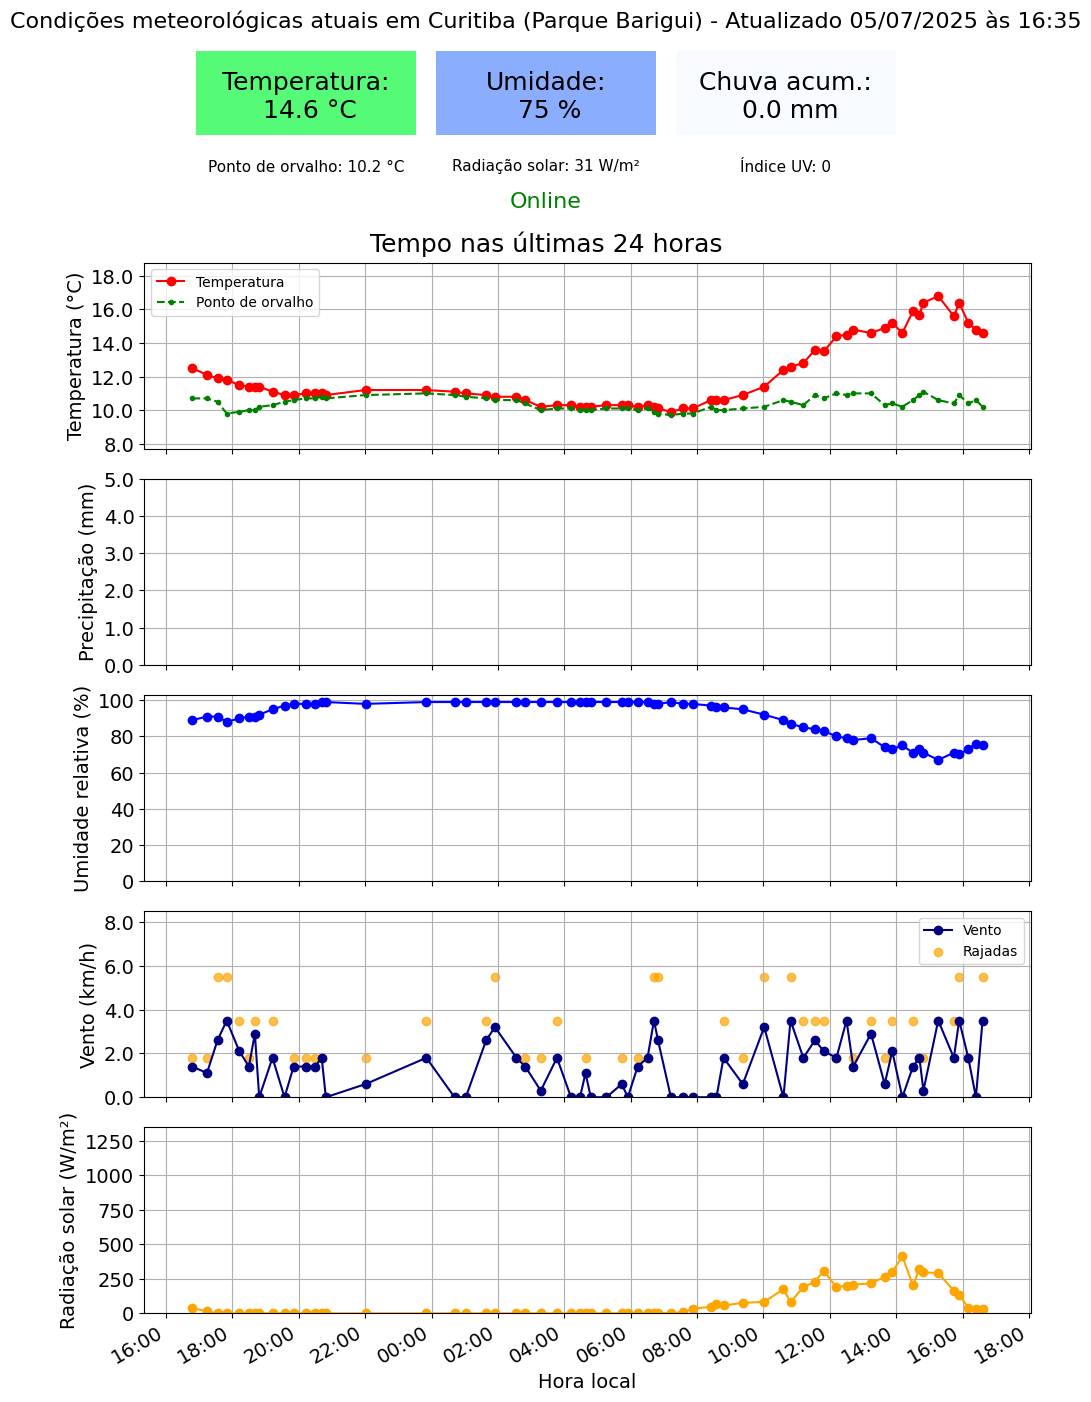 Condições meteorológicas atuais em Curitiba (Parque Barigui) - Atualizado 05/07/2025 às 16:35
Temperatura:
14.6 °C
Umidade:
75 %
Chuva acum.:
0.0 mm
Ponto de orvalho: 10.2 °C
Radiação solar: 31 W/m²
Índice UV: 0
Online
Tempo nas últimas 24 horas
Temperatura (°C)
18.0
16.0
14.0
12.0
10.0
8.0
Temperatura
Ponto de orvalho
Precipitação (mm)
5.0
4.0
3.0
2.0
1.0
0.0
Umidade relativa (%)
100
80
60
40
20
0
Vento (km/h)
8.0
6.0
4.0
2.0
0.0
Vento
Rajadas
Radiação solar (W/m²)
1250
1000
750
500
250
0
16:00
18:00
20:00
22:00
00:00
02:00
04:00
06:00
08:00
10:00
12:00
14:00
16:00
18:00
Hora local